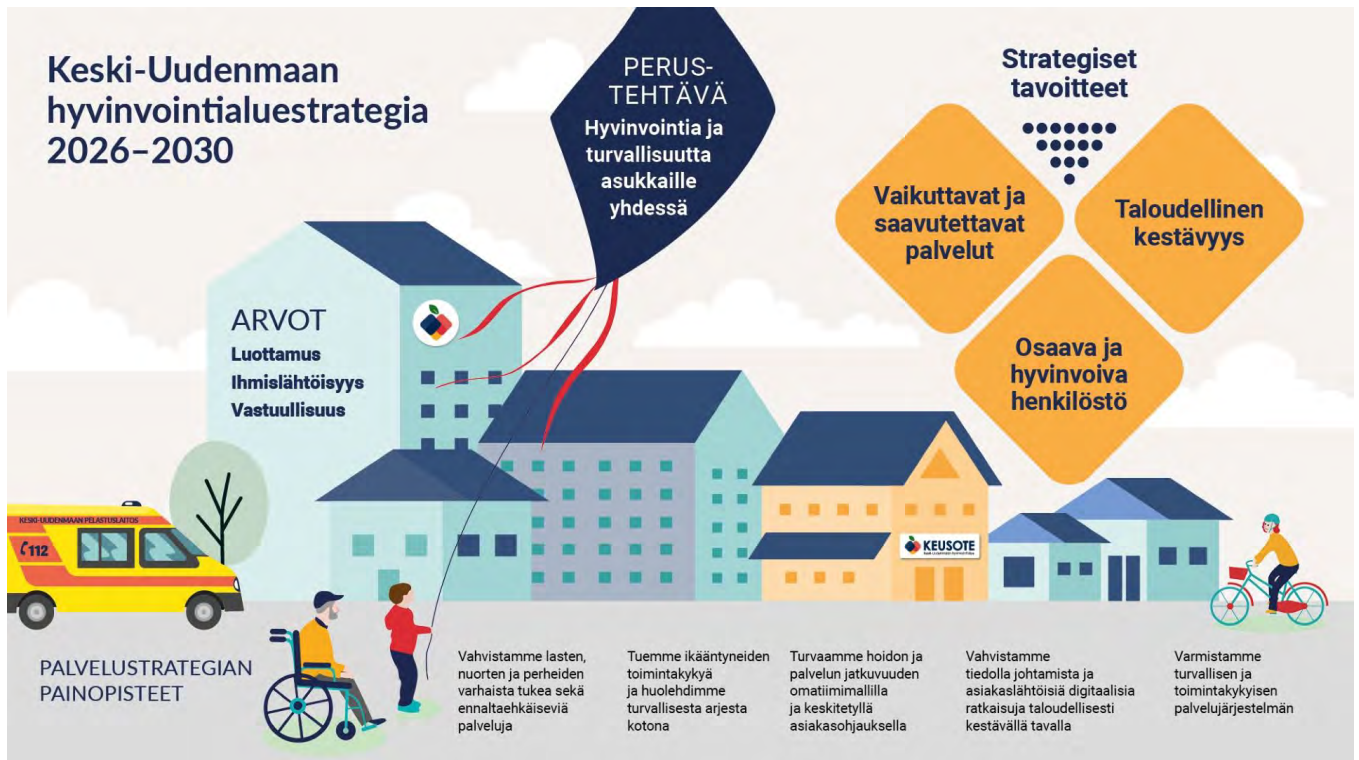 Keski-Uudenmaan
hyvinvointialuestrategia
2026–2030
PERUS-
TEHTÄVÄ
Hyvinvointia ja
turvallisuutta
asukkaille
yhdessä
Strategiset
tavoitteet
Vaikuttavat ja
saavutettavat
palvelut
Taloudellinen
kestävyys
Osaava ja
hyvinvoiva
henkilöstö
ARVOT
Luottamus
Ihmislähtöisyys
Vastuullisuus
KESKI-UUDENMAAN PELASTUSLAITOS
112
KEUSOTE
PALVELUSTRATEGIAN
PAINOPISTEET
Vahvistamme lasten,
nuorten ja perheiden
varhaista tukea sekä
ennaltaehkäiseviä
palveluja
Tuemme ikääntyneiden
toimintakykyä
ja huolehdimme
turvallisesta arjesta
kotona
Turvaamme hoidon ja
palvelun jatkuvuuden
omatiimimallilla
ja keskitetyllä
asiakasohjauksella
Vahvistamme
tiedolla johtamista ja
asiakaslähtöisiä digitaalisia
ratkaisuja taloudellisesti
kestävällä tavalla
Varmistamme
turvallisen ja
toimintakykyisen
palvelujärjestelmän